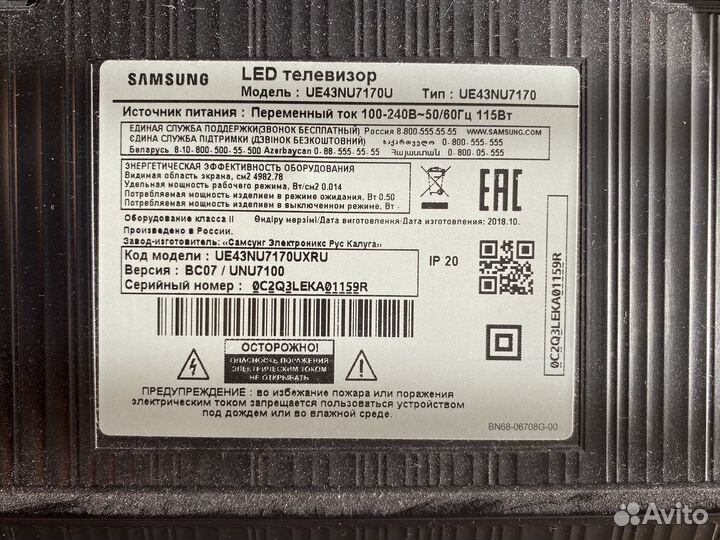 SAMSUNG LED телевизор
Модель : UE43NU7170U Тип : UE43NU7170
Источник питания : Переменный ток 100-240В~50/60Гц 115Вт
ЕДИНАЯ СЛУЖБА ПОДДЕРЖКИ(ЗВОНОК БЕСПЛАТНЫЙ) Россия 8-800-555-55-55 WWW.SAMSUNG.COM
ЄДИНА СЛУЖБА ПІДТРИМКИ (ДЗВІНОК БЕЗКОШТОВНИЙ) საქართველო 0- 800- 555-555
Беларусь 8-10- 800- 500- 55- 500 Azərbaycan 0- 88- 555- 55- 55 Հայաստան 0- 800- 05- 555
ЭНЕРГЕТИЧЕСКАЯ ЭФФЕКТИВНОСТЬ ОБОРУДОВАНИЯ
Видимая область экрана, см2 4982.78
Удельная мощность рабочего режима, Вт/см2 0.014
Потребляемая мощность изделием в режиме ожидания, Вт 0.50
Потребляемая мощность изделием в выключенном режиме, Вт -
EAC
Оборудование класса II Өндіру мерзімі/Дата виготовлення/Дата изготовления : 2018.10.
Произведено в России.
Завод-изготовитель: «Самсунг Электроникс Рус Калуга»
Код модели : UE43NU7170UXRU
Версия : BC07 / UNU7100
Серийный номер : 0C2Q3LEKA01159R
IP 20
0C2Q3LEKA01159R
ОСТОРОЖНО!
ОПАСНОСТЬ ПОРАЖЕНИЯ
ЭЛЕКТРИЧЕСКИМ ТОКОМ
НЕ ОТКРЫВАТЬ
ПРЕДУПРЕЖДЕНИЕ : во избежание пожара или поражения
электрическим током запрещается пользоваться устройством
под дождем или во влажной среде.
BN68-06708G-00
Avito